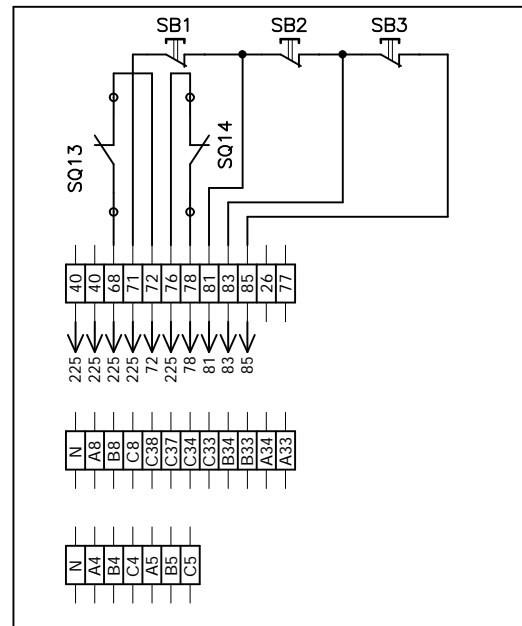 SB1 SB2 SB3
SQ13 SQ14
40 40 68 71 72 76 78 81 83 85 26 77
225 225 225 225 72 225 78 81 83 85
N A8 B8 C8 C38 C37 C34 C33 B34 B33 A34 A33
N A4 B4 C4 A5 B5 C5